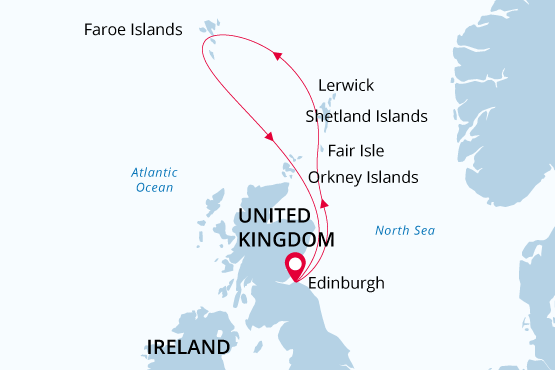 Faroe Islands
Lerwick
Shetland Islands
Fair Isle
Orkney Islands
Atlantic
Ocean
UNITED
KINGDOM
North Sea
Edinburgh
IRELAND